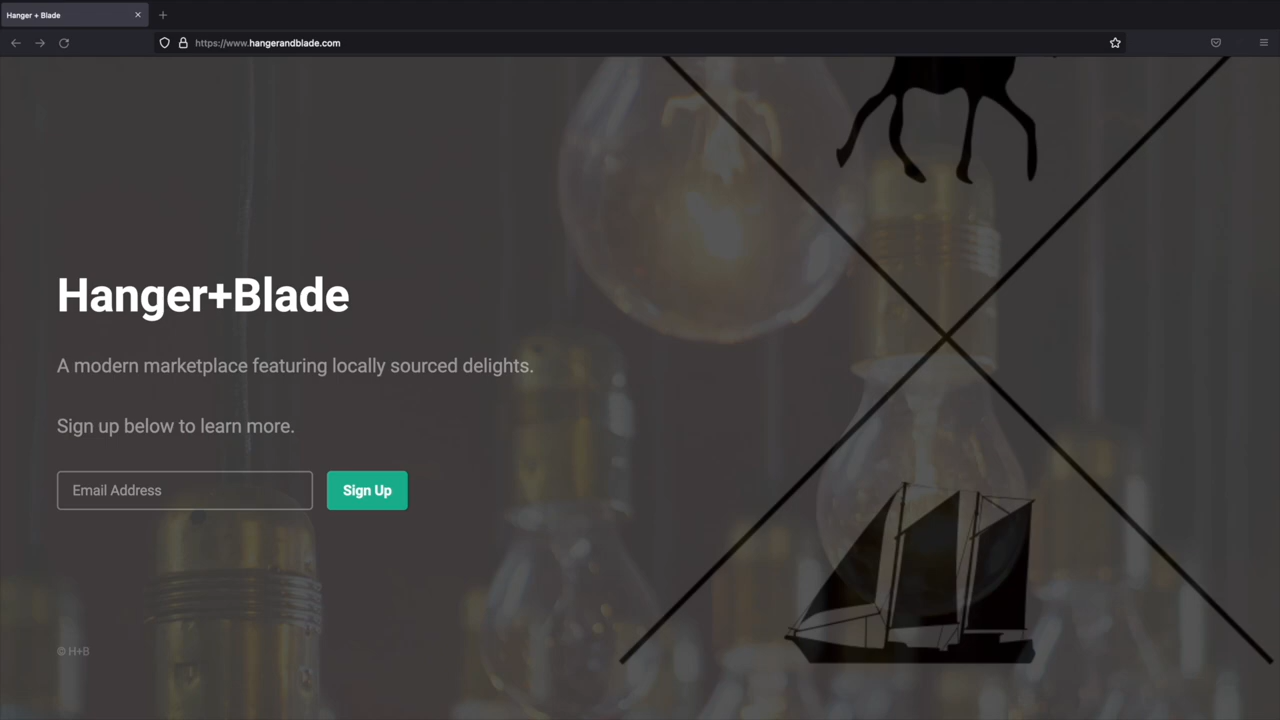 Hanger + Blade
https://www.hangerandblade.com
Hanger+Blade
A modern marketplace featuring locally sourced delights.
Sign up below to learn more.
Email Address
Sign Up
© H+B